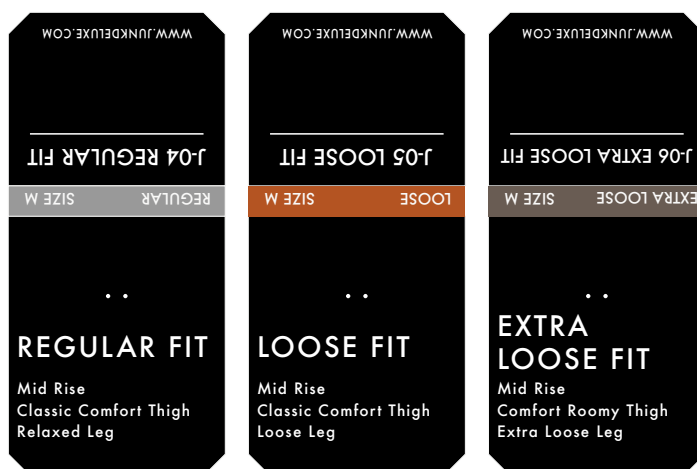 WWW.JUNKDELUXE.COM
J-04 REGULAR FIT
REGULAR SIZE M
REGULAR FIT
Mid Rise
Classic Comfort Thigh
Relaxed Leg
WWW.JUNKDELUXE.COM
J-05 LOOSE FIT
LOOSE SIZE M
LOOSE FIT
Mid Rise
Classic Comfort Thigh
Loose Leg
WWW.JUNKDELUXE.COM
J-06 EXTRA LOOSE FIT
EXTRA LOOSE SIZE M
EXTRA
LOOSE FIT
Mid Rise
Comfort Roomy Thigh
Extra Loose Leg